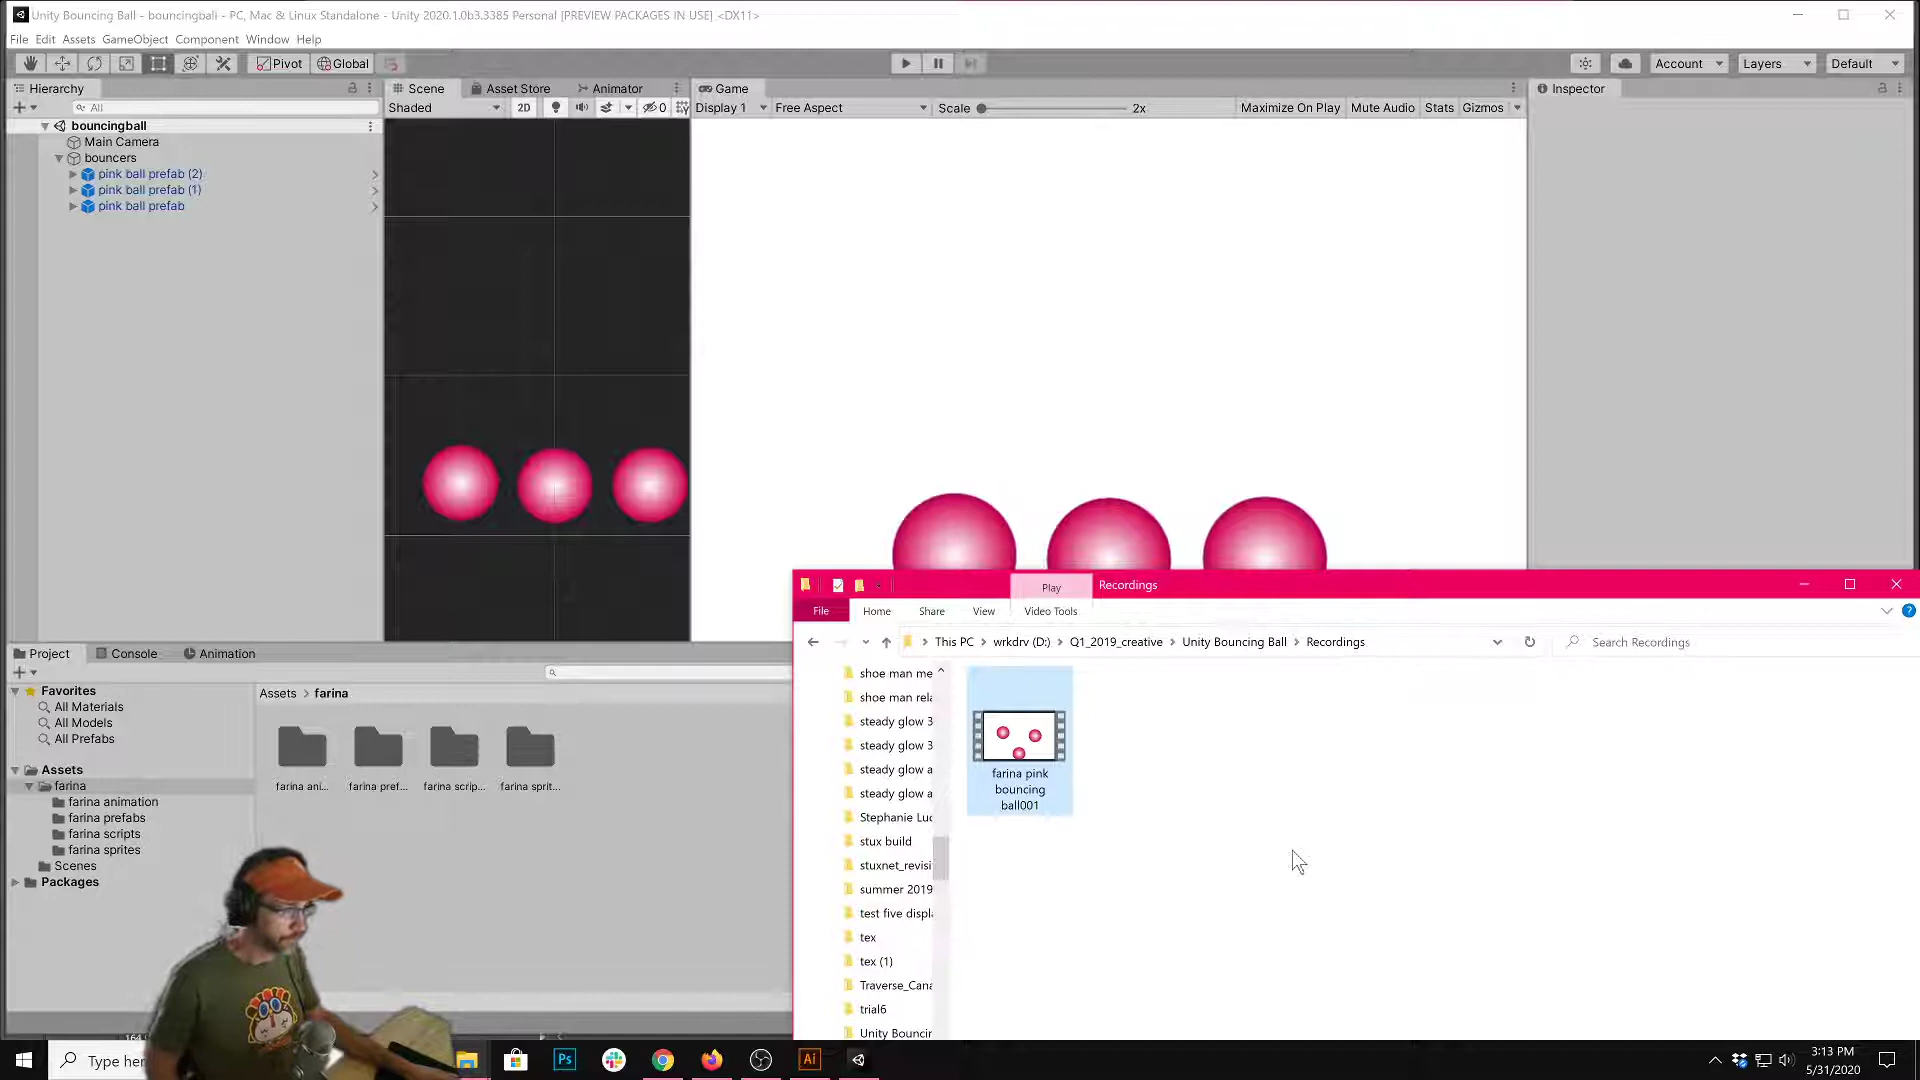 Unity Bouncing Ball - bouncingball - PC, Mac & Linux Standalone - Unity 2020.1.0b3.3385 Personal [PREVIEW PACKAGES IN USE] <DX11>
File Edit Assets GameObject Component Window Help
Pivot Global Account Layers Default
Hierarchy Scene Asset Store Animator Game Inspector
All Shaded 2D 0 Display 1 Free Aspect Scale 2x Maximize On Play Mute Audio Stats Gizmos
bouncingball
Main Camera
bouncers
pink ball prefab (2)
pink ball prefab (1)
pink ball prefab
Play Recordings
File Home Share View Video Tools
This PC wrkdrv (D:) Q1_2019_creative Unity Bouncing Ball Recordings Search Recordings
shoe man me
shoe man rela
steady glow 3
steady glow 3
steady glow a
steady glow a
Stephanie Luc
stux build
stuxnet_revisi
summer 2019
test five displa
tex
tex (1)
Traverse_Cana
trial6
Unity Bouncin
farina pink
bouncing
ball001
Project Console Animation
Favorites
All Materials
All Models
All Prefabs
Assets
farina
farina animation
farina prefabs
farina scripts
farina sprites
Scenes
Packages
Assets > farina
farina ani... farina pref... farina scrip... farina sprit...
Type her
Ps Ai
3:13 PM
5/31/2020